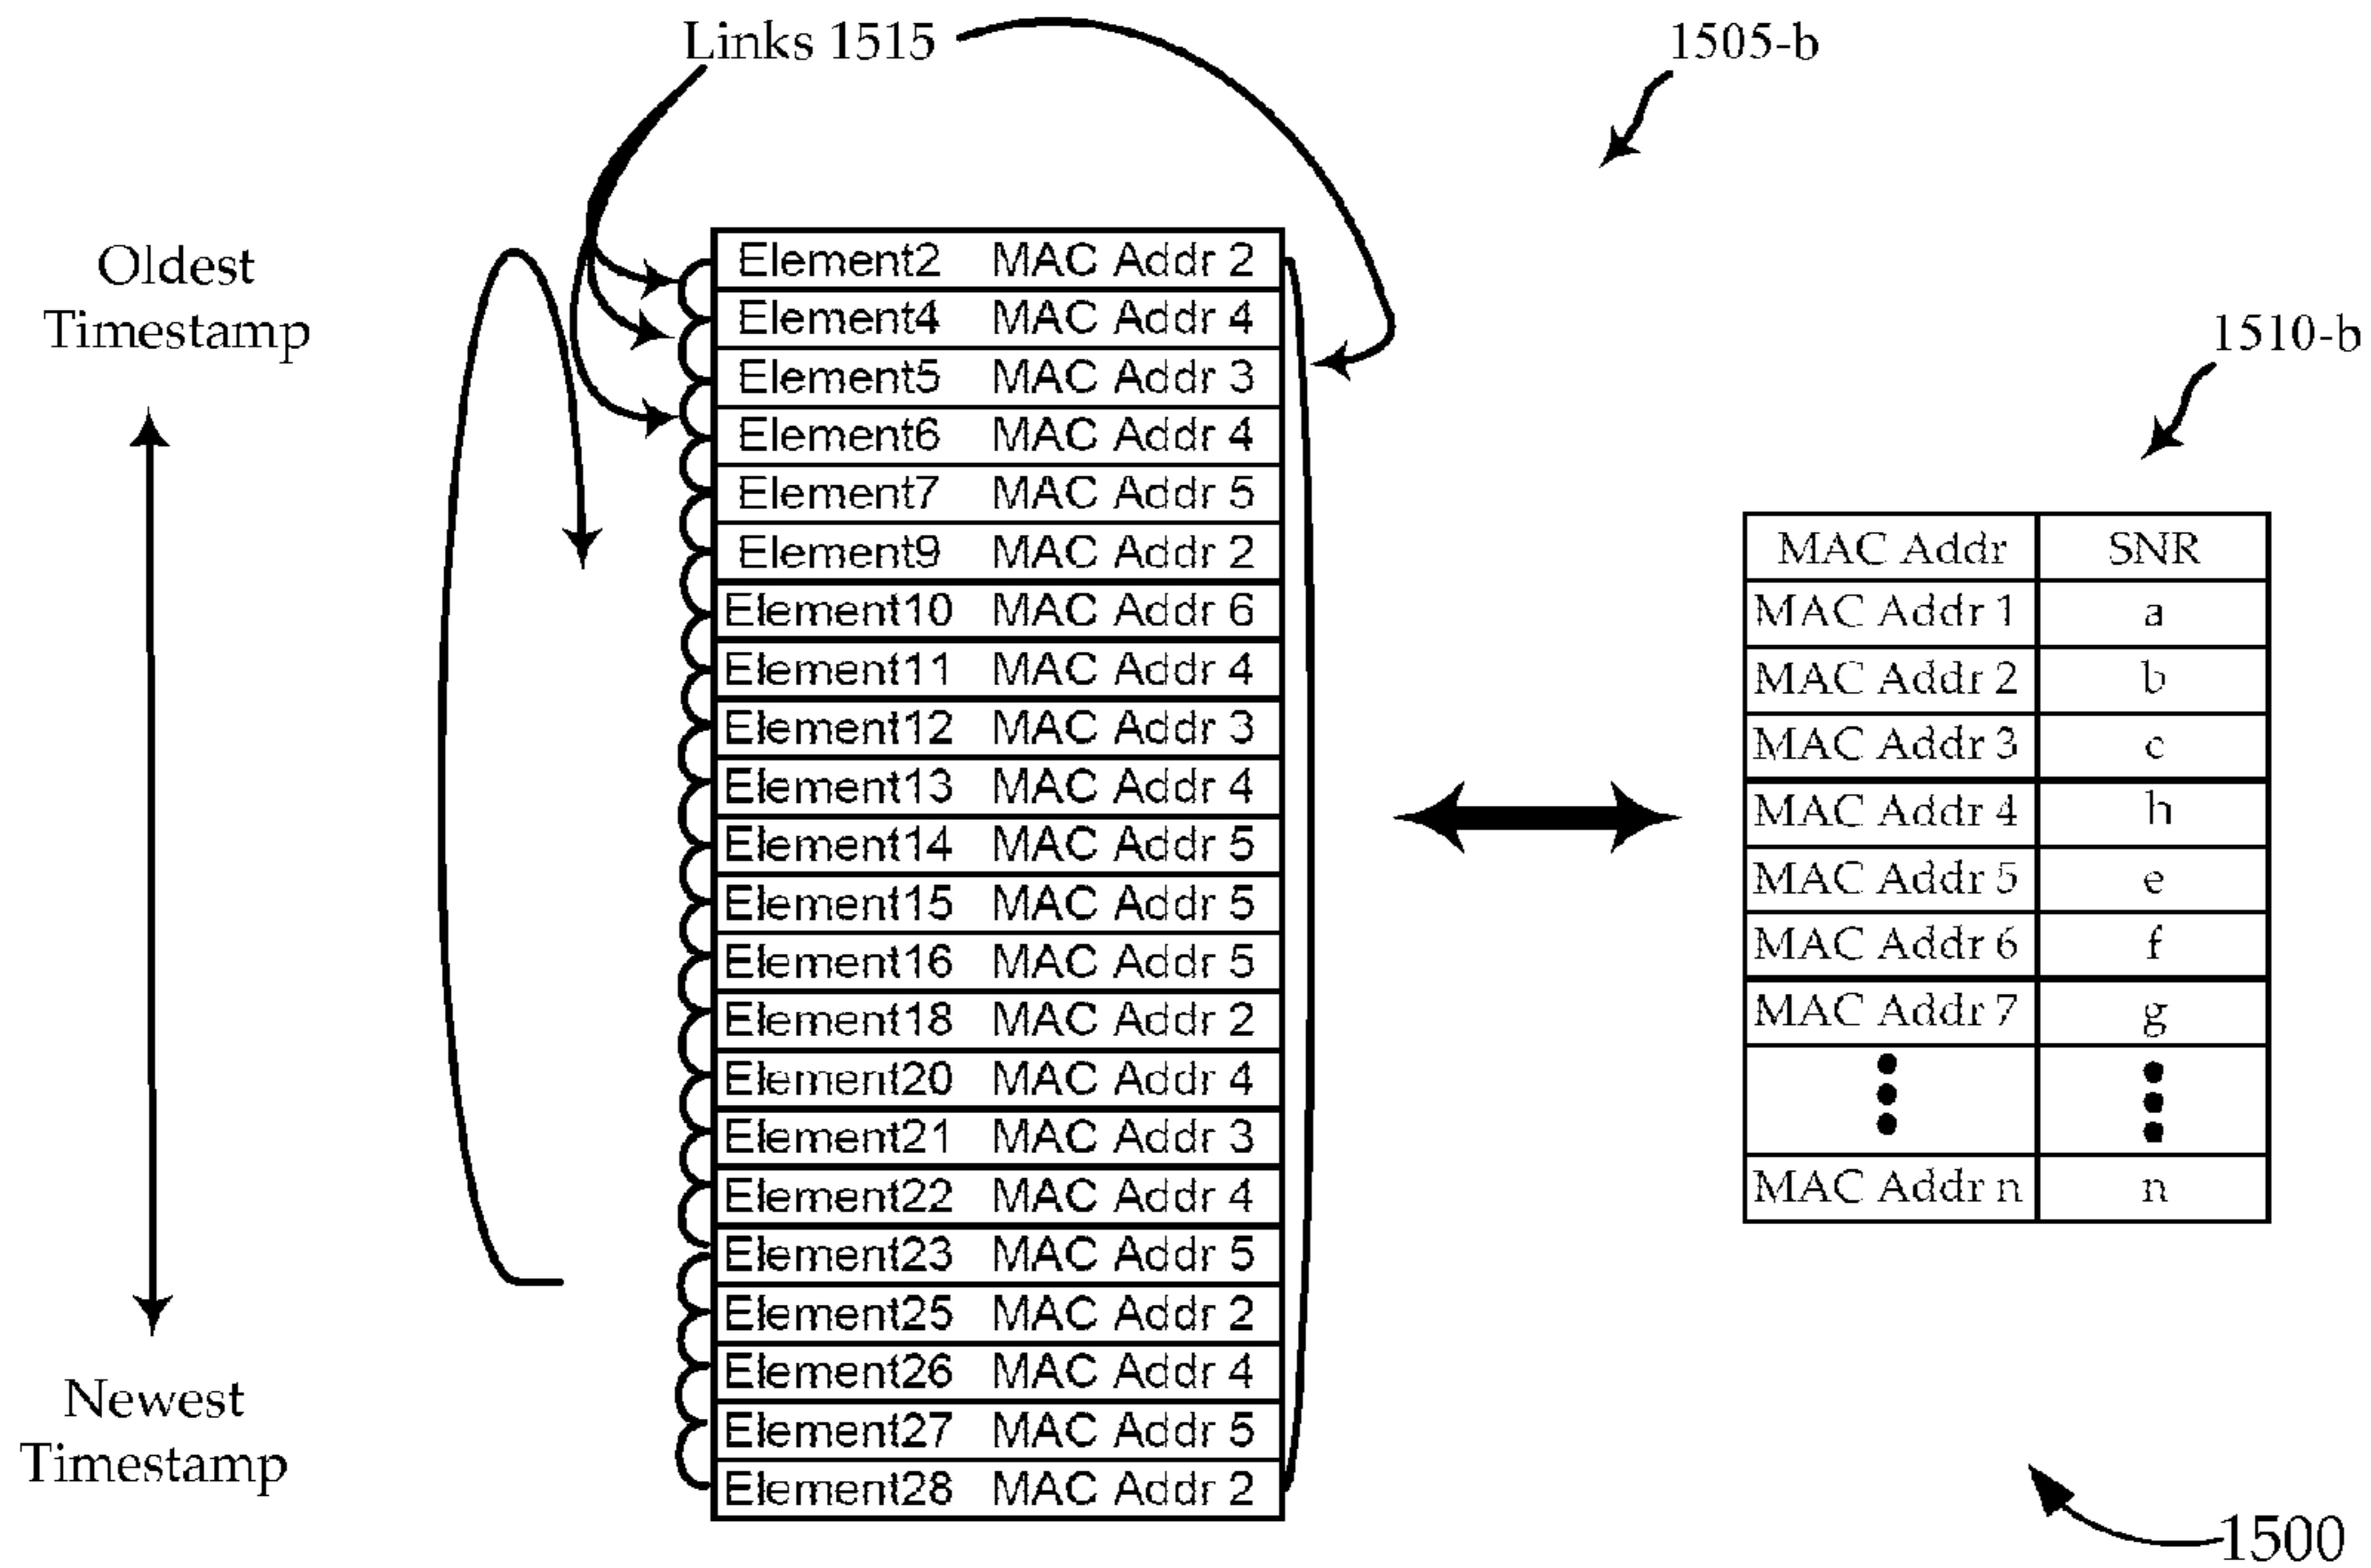 Links 1515
1505-b
Oldest
Timestamp
Newest
Timestamp
Element2 MAC Addr 2
Element4 MAC Addr 4
Element5 MAC Addr 3
Element6 MAC Addr 4
Element7 MAC Addr 5
Element9 MAC Addr 2
Element10 MAC Addr 6
Element11 MAC Addr 4
Element12 MAC Addr 3
Element13 MAC Addr 4
Element14 MAC Addr 5
Element15 MAC Addr 5
Element16 MAC Addr 5
Element18 MAC Addr 2
Element20 MAC Addr 4
Element21 MAC Addr 3
Element22 MAC Addr 4
Element23 MAC Addr 5
Element25 MAC Addr 2
Element26 MAC Addr 4
Element27 MAC Addr 5
Element28 MAC Addr 2
1510-b
MAC Addr SNR
MAC Addr 1 a
MAC Addr 2 b
MAC Addr 3 c
MAC Addr 4 h
MAC Addr 5 e
MAC Addr 6 f
MAC Addr 7 g
MAC Addr n n
1500